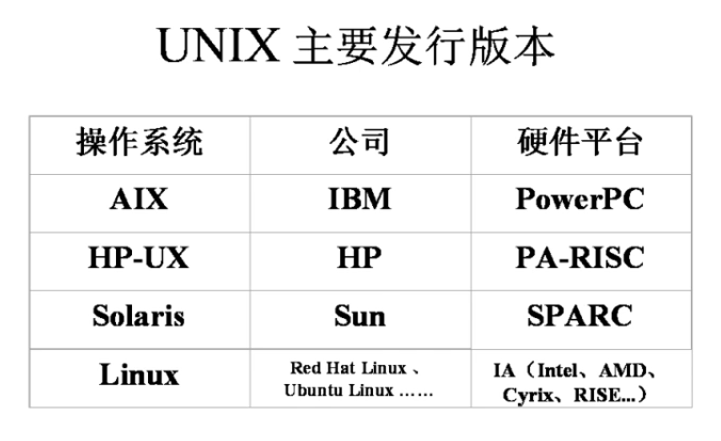 UNIX 主要发行版本
操作系统 公司 硬件平台
AIX IBM PowerPC
HP-UX HP PA-RISC
Solaris Sun SPARC
Linux
Red Hat Linux 、
Ubuntu Linux ……
IA（Intel、AMD、
Cyrix、RISE...）